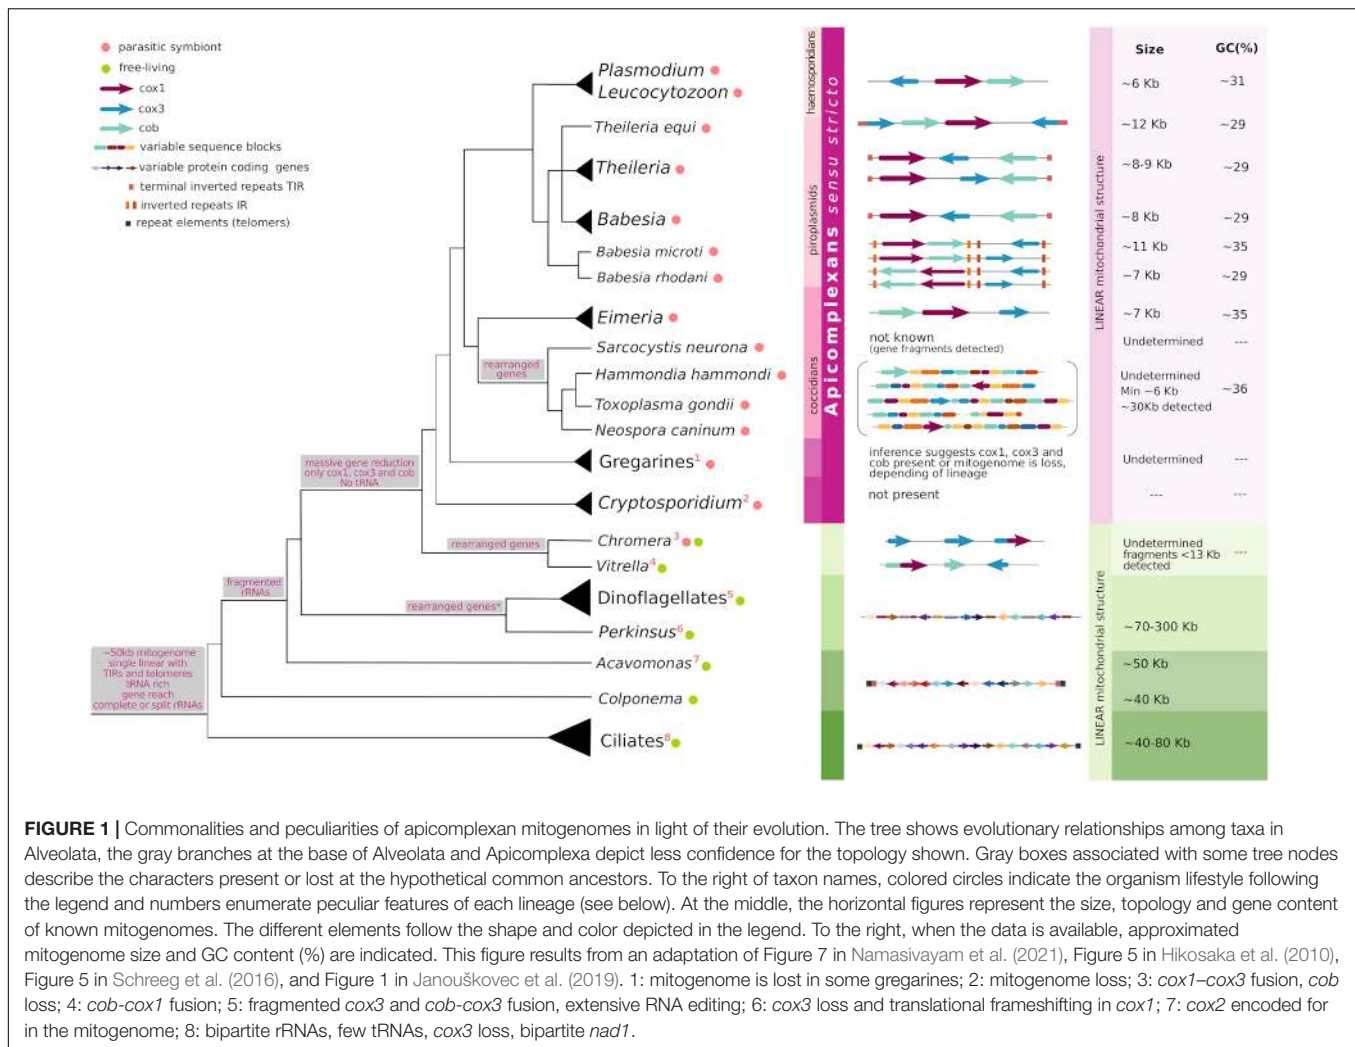 parasitic symbiont
free-living
cox1
cox3
cob
variable sequence blocks
variable protein coding genes
terminal inverted repeats TIR
inverted repeats IR
repeat elements (telomers)
Plasmodium
Leucocytozoon
Theileria equi
Theileria
Babesia
Babesia microti
Babesia rhodani
Eimeria
Sarcocystis neurona
Hammondia hammondi
Toxoplasma gondii
Neospora caninum
Gregarines1
Cryptosporidium2
Chromera3
Vitrella4
Dinoflagellates5
Perkinsus6
Acavomonas7
Colponema
Ciliates8
rearranged
genes
massive gene reduction
only cox1, cox3 and cob
No tRNA
rearranged genes
fragmented
rRNAs
rearranged genes*
~50kb mitogenome
single linear with
TIRs and telomeres
tRNA rich
gene reach
complete or split rRNAs
haemosporidians
piroplasmids
coccidians
Apicomplexans sensu stricto
not known
(gene fragments detected)
inference suggests cox1, cox3 and
cob present or mitogenome is loss,
depending of lineage
not present
LINEAR mitochondrial structure
LINEAR mitochondrial structure
Size GC(%)
~6 Kb ~31
~12 Kb ~29
~8-9 Kb ~29
~8 Kb ~29
~11 Kb ~35
~7 Kb ~29
~7 Kb ~35
Undetermined ---
Undetermined
Min ~6 Kb ~36
~30Kb detected
Undetermined ---
--- ---
Undetermined
fragments <13 Kb ---
detected
~70-300 Kb
~50 Kb
~40 Kb
~40-80 Kb
FIGURE 1 | Commonalities and peculiarities of apicomplexan mitogenomes in light of their evolution. The tree shows evolutionary relationships among taxa in
Alveolata, the gray branches at the base of Alveolata and Apicomplexa depict less confidence for the topology shown. Gray boxes associated with some tree nodes
describe the characters present or lost at the hypothetical common ancestors. To the right of taxon names, colored circles indicate the organism lifestyle following
the legend and numbers enumerate peculiar features of each lineage (see below). At the middle, the horizontal figures represent the size, topology and gene content
of known mitogenomes. The different elements follow the shape and color depicted in the legend. To the right, when the data is available, approximated
mitogenome size and GC content (%) are indicated. This figure results from an adaptation of Figure 7 in Namasivayam et al. (2021), Figure 5 in Hikosaka et al. (2010),
Figure 5 in Schreeg et al. (2016), and Figure 1 in Janouškovec et al. (2019). 1: mitogenome is lost in some gregarines; 2: mitogenome loss; 3: cox1–cox3 fusion, cob
loss; 4: cob-cox1 fusion; 5: fragmented cox3 and cob-cox3 fusion, extensive RNA editing; 6: cox3 loss and translational frameshifting in cox1; 7: cox2 encoded for
in the mitogenome; 8: bipartite rRNAs, few tRNAs, cox3 loss, bipartite nad1.